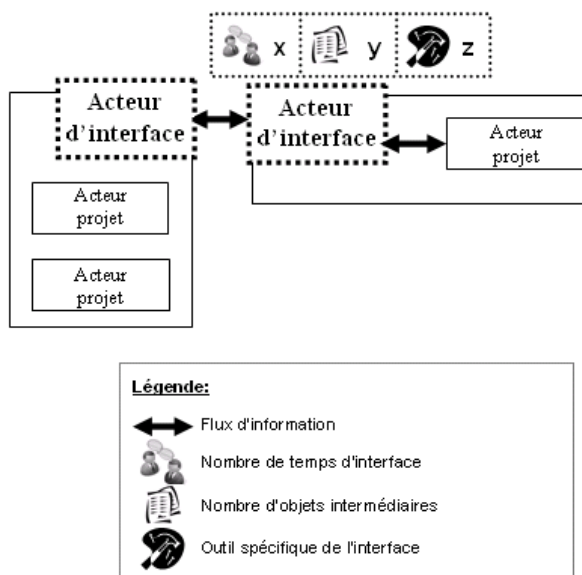 x y z
Acteur
d'interface
Acteur
d'interface
Acteur
projet
Acteur
projet
Acteur
projet
Légende:
Flux d'information
Nombre de temps d'interface
Nombre d'objets intermédiaires
Outil spécifique de l'interface